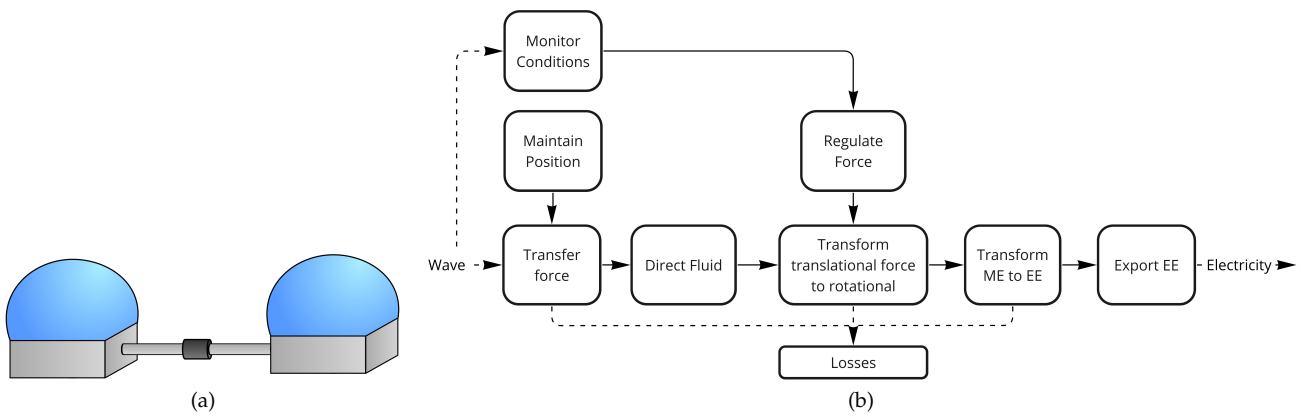 Monitor
Conditions
Maintain
Position
Regulate
Force
Wave
Transfer
force
Direct Fluid
Transform
translational force
to rotational
Transform
ME to EE
Export EE
Electricity
Losses
(a)
(b)